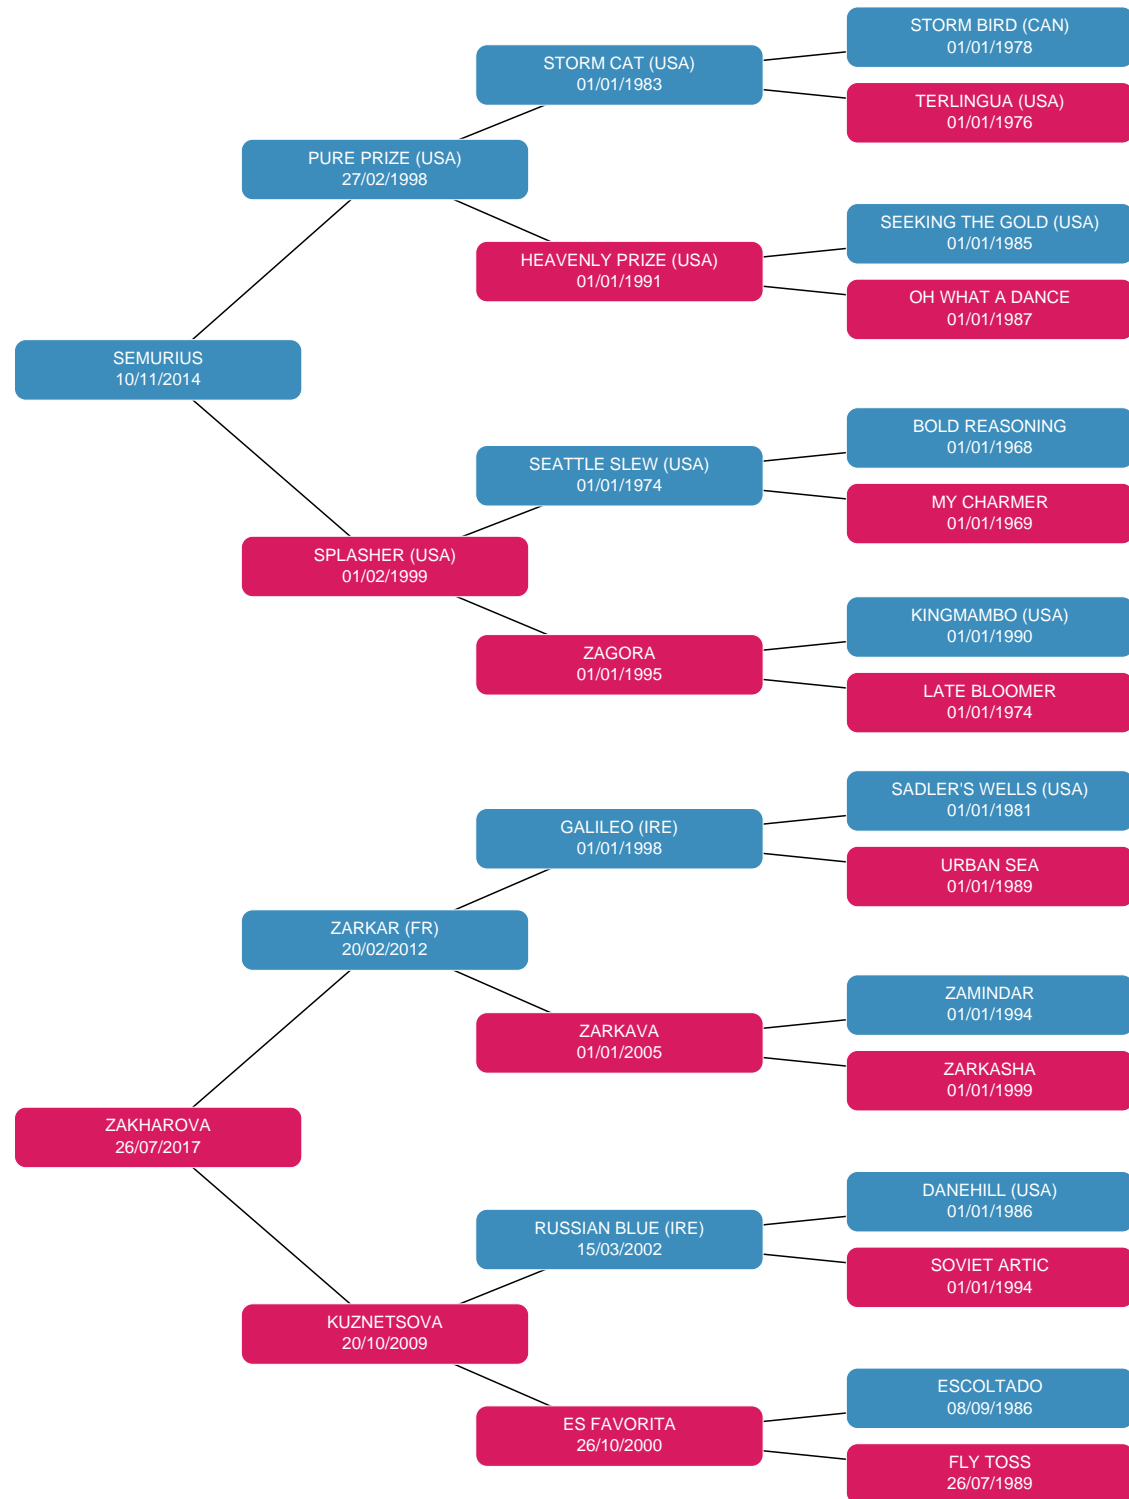 STORM BIRD (CAN)
01/01/1978
STORM CAT (USA)
01/01/1983
TERLINGUA (USA)
01/01/1976
PURE PRIZE (USA)
27/02/1998
SEEKING THE GOLD (USA)
01/01/1985
HEAVENLY PRIZE (USA)
01/01/1991
OH WHAT A DANCE
01/01/1987
SEMURIUS
10/11/2014
BOLD REASONING
01/01/1968
SEATTLE SLEW (USA)
01/01/1974
MY CHARMER
01/01/1969
SPLASHER (USA)
01/02/1999
KINGMAMBO (USA)
01/01/1990
ZAGORA
01/01/1995
LATE BLOOMER
01/01/1974
SADLER'S WELLS (USA)
01/01/1981
GALILEO (IRE)
01/01/1998
URBAN SEA
01/01/1989
ZARKAR (FR)
20/02/2012
ZAMINDAR
01/01/1994
ZARKAVA
01/01/2005
ZARKASHA
01/01/1999
ZAKHAROVA
26/07/2017
DANEHILL (USA)
01/01/1986
RUSSIAN BLUE (IRE)
15/03/2002
SOVIET ARTIC
01/01/1994
KUZNETSOVA
20/10/2009
ESCOLTADO
08/09/1986
ES FAVORITA
26/10/2000
FLY TOSS
26/07/1989